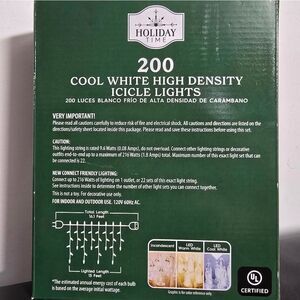 HOLIDAY
TIME
200
COOL WHITE HIGH DENSITY
ICICLE LIGHTS
200 LUCES BLANCO FRÍO DE ALTA DENSIDAD DE CARÁMBANO
VERY IMPORTANT!
Please read all cautions carefully to reduce risk of fire and electrical shock. All cautions and directions are listed on the
directions/safety sheet located inside this package. Please read and save these instructions before using this set.
CAUTION:
This lighting string is rated 9.6 Watts (0.08 Amps), do not overload. Connect other lighting strings or decorative
outfits end-to-end up to a maximum of 216 Watts (1.8 Amps) total. Maximum number of this exact light set that can
be connected is 22.
NEW CONNECT FRIENDLY LIGHTING:
Connect up to 216 Watts of lighting on 1 outlet, or 22 sets of this exact light string.
See instructions inside to determine the number of other light sets you can connect together.
This is not a toy. For decorative use only.
FOR INDOOR AND OUTDOOR USE. 120V 60Hz AC.
Total Length
Feet
Lighted Length
Feet
Incandescent
LED
Warm White
LED
Cool White
*The estimated annual energy cost of each bulb
is based on the average initial wattage.
Graphic is for color reference only.
UL
CERTIFIED